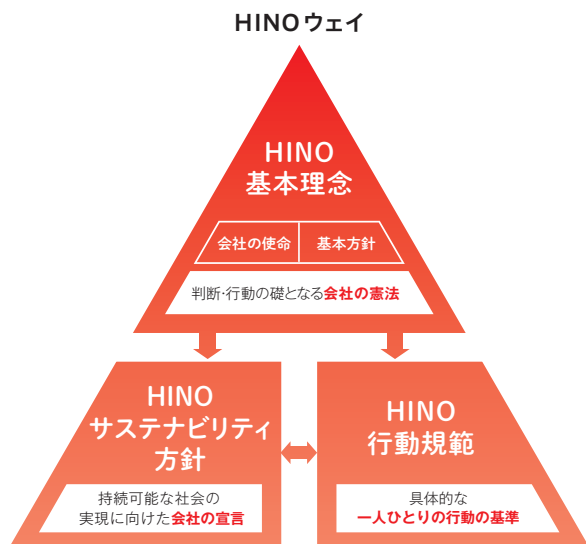 HINOウェイ
HINO
基本理念
会社の使命
基本方針
判断・行動の礎となる会社の憲法
HINO
サステナビリティ
方針
持続可能な社会の
実現に向けた会社の宣言
HINO
行動規範
具体的な
一人ひとりの行動の基準